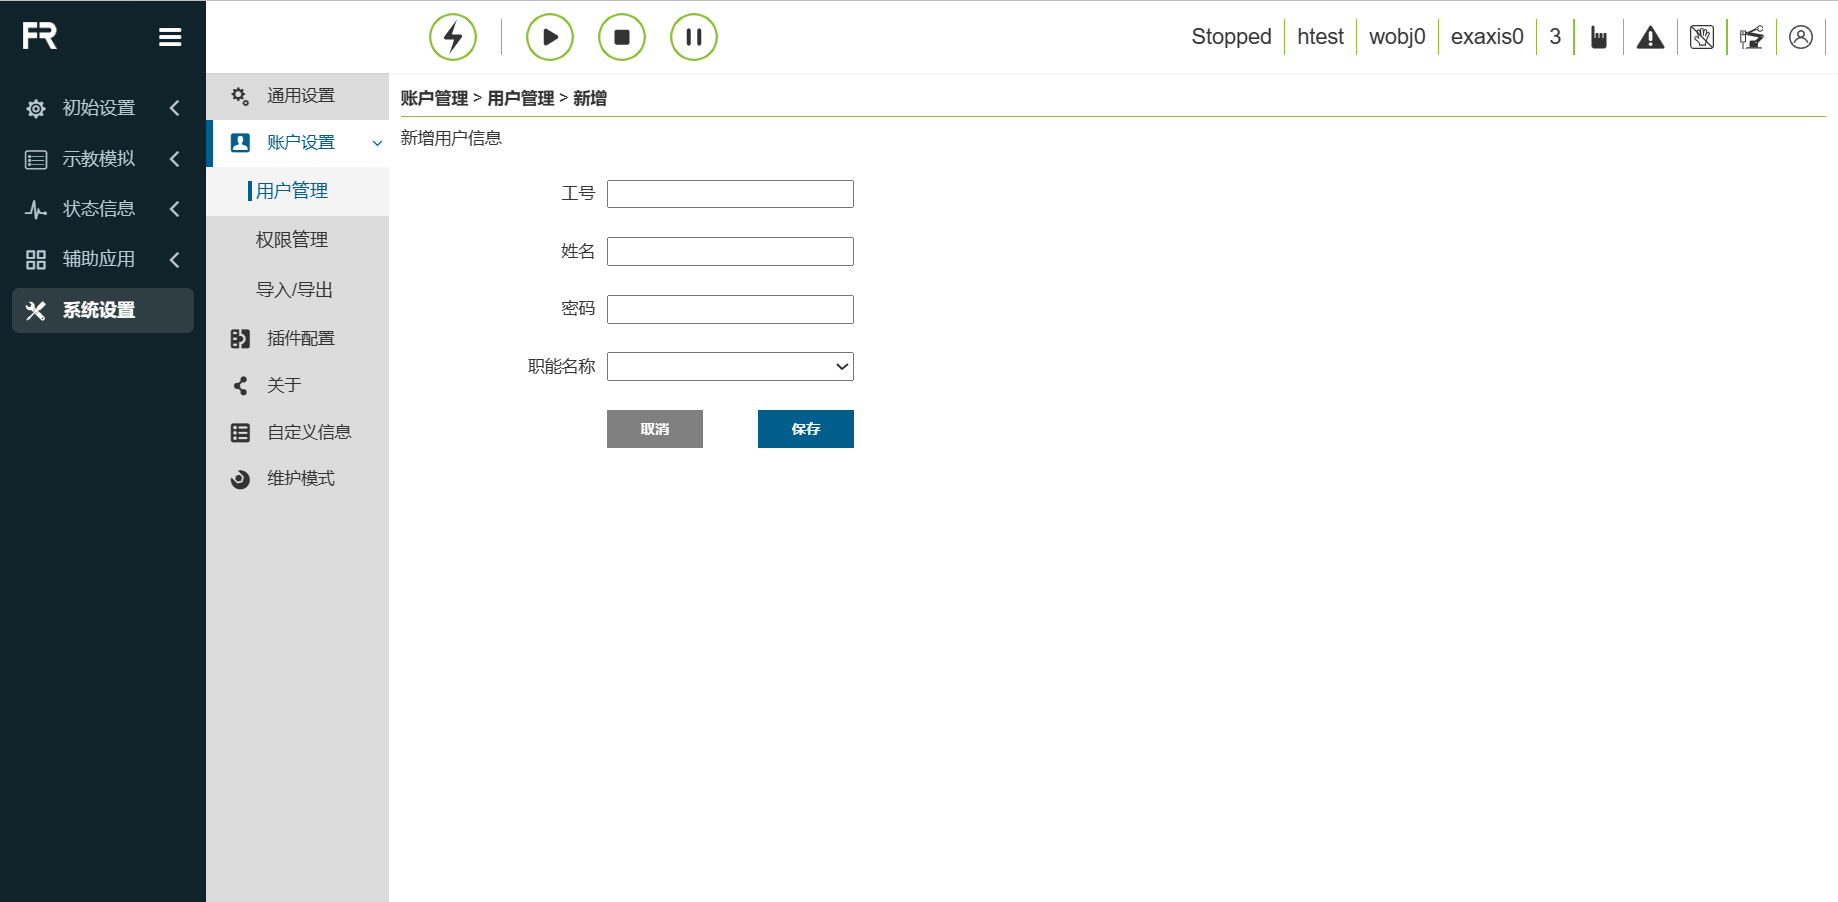 FR
Stopped
htest
wobj0
exaxis0
3
初始设置
示教模拟
状态信息
辅助应用
系统设置
通用设置
账户设置
用户管理
权限管理
导入/导出
插件配置
关于
自定义信息
维护模式
账户管理 > 用户管理 > 新增
新增用户信息
工号
姓名
密码
职能名称
取消
保存